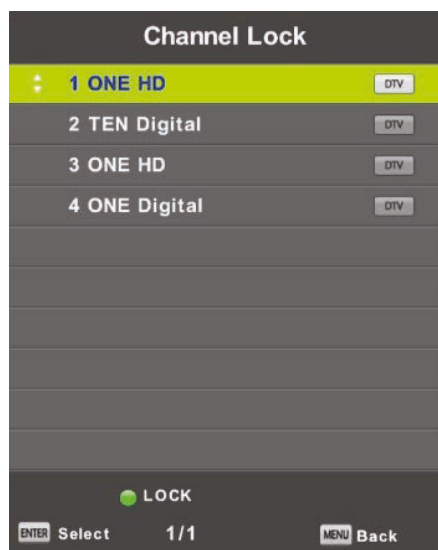 Channel Lock
1 ONE HD DTV
2 TEN Digital DTV
3 ONE HD DTV
4 ONE Digital DTV
LOCK
ENTER Select 1/1 MENU Back